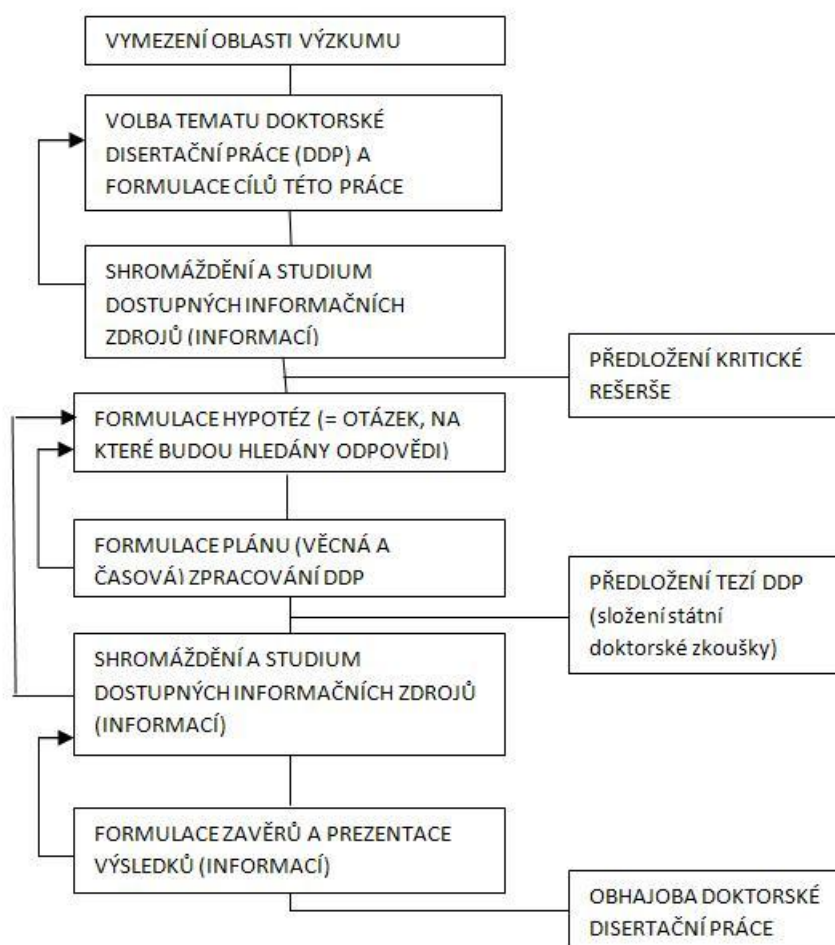 VYMEZENÍ OBLASTI VÝZKUMU
VOLBA TEMATU DOKTORSKÉ
DISERTAČNÍ PRÁCE (DDP) A
FORMULACE CÍLŮ TÉTO PRÁCE
SHROMÁŽDĚNÍ A STUDIUM
DOSTUPNÝCH INFORMAČNÍCH
ZDROJŮ (INFORMACÍ)
PŘEDLOŽENÍ KRITICKÉ
REŠERŠE
FORMULACE HYPOTÉZ (= OTÁZEK, NA
KTERÉ BUDOU HLEDÁNY ODPOVĚDI)
FORMULACE PLÁNU (VĚCNÁ A
ČASOVÁ) ZPRACOVÁNÍ DDP
PŘEDLOŽENÍ TEZÍ DDP
(složení státní
doktorské zkoušky)
SHROMÁŽDĚNÍ A STUDIUM
DOSTUPNÝCH INFORMAČNÍCH ZDROJŮ
(INFORMACÍ)
FORMULACE ZAVĚRŮ A PREZENTACE
VÝSLEDKŮ (INFORMACÍ)
OBHAJOBA DOKTORSKÉ
DISERTAČNÍ PRÁCE